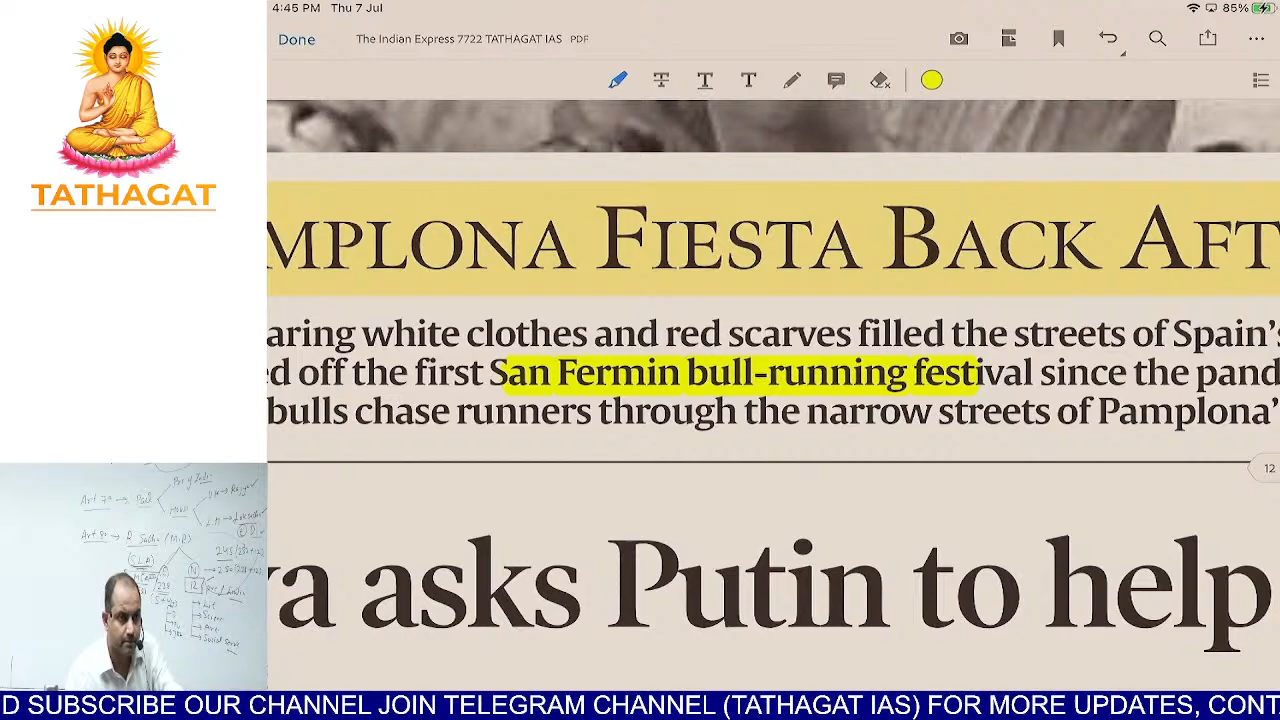 4:45 PM Thu 7 Jul
85%
Done
The Indian Express 7722 TATHAGAT IAS PDF
TATHAGAT
MPLONA FIESTA BACK AFT
aring white clothes and red scarves filled the streets of Spain's
ed off the first San Fermin bull-running festival since the pand
bulls chase runners through the narrow streets of Pamplona'
12
va asks Putin to help
D SUBSCRIBE OUR CHANNEL JOIN TELEGRAM CHANNEL (TATHAGAT IAS) FOR MORE UPDATES, CONT